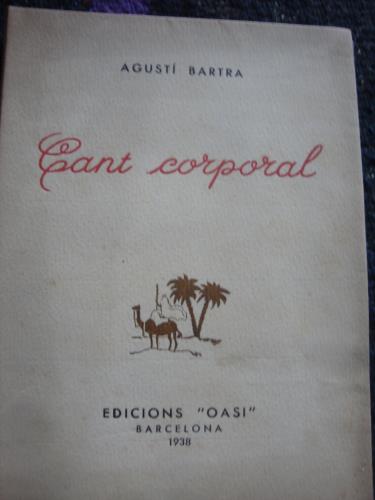 AGUSTÍ BARTRA
Cant corporal
EDICIONS "OASI"
BARCELONA
1938